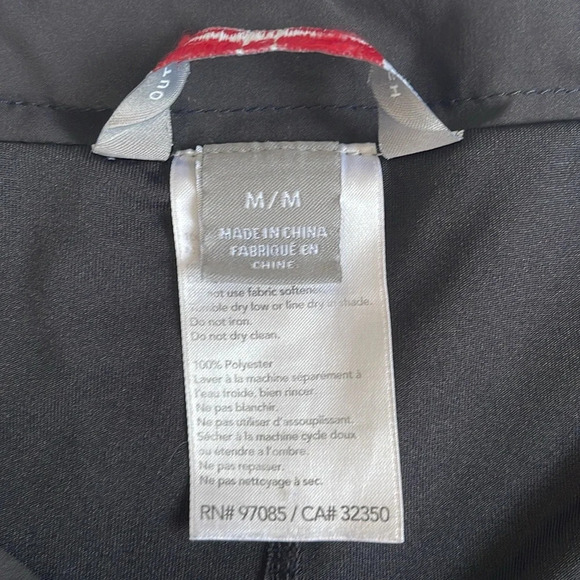 OUT
CH
M/M
MADE IN CHINA
FABRIQUÉ EN
CHINE
not use fabric softener
Tumble dry low or line dry in shade.
Do not iron.
Do not dry clean.
100% Polyester
Laver à la machine séparément à
l'eau froide, bien rincer.
Ne pas blanchir.
Ne pas utiliser d'assouplissant.
Sécher à la machine cycle doux
ou étendre a l'ombre.
Ne pas repasser.
Ne pas nettoyage à sec.
RN# 97085 / CA# 32350